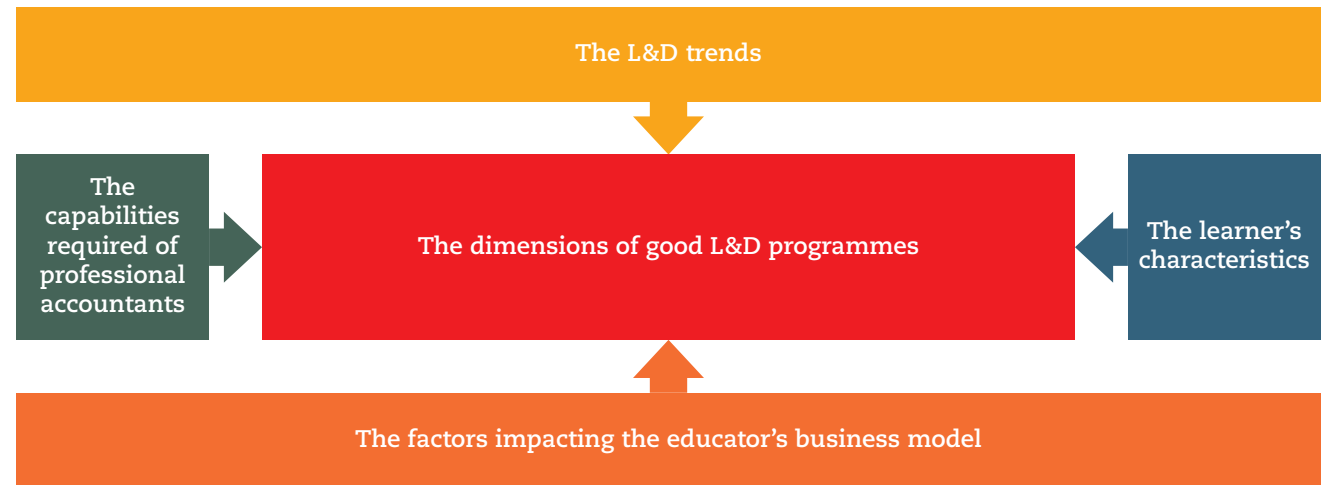 The L&D trends
The
capabilities
required of
professional
accountants
The dimensions of good L&D programmes
The learner’s
characteristics
The factors impacting the educator’s business model